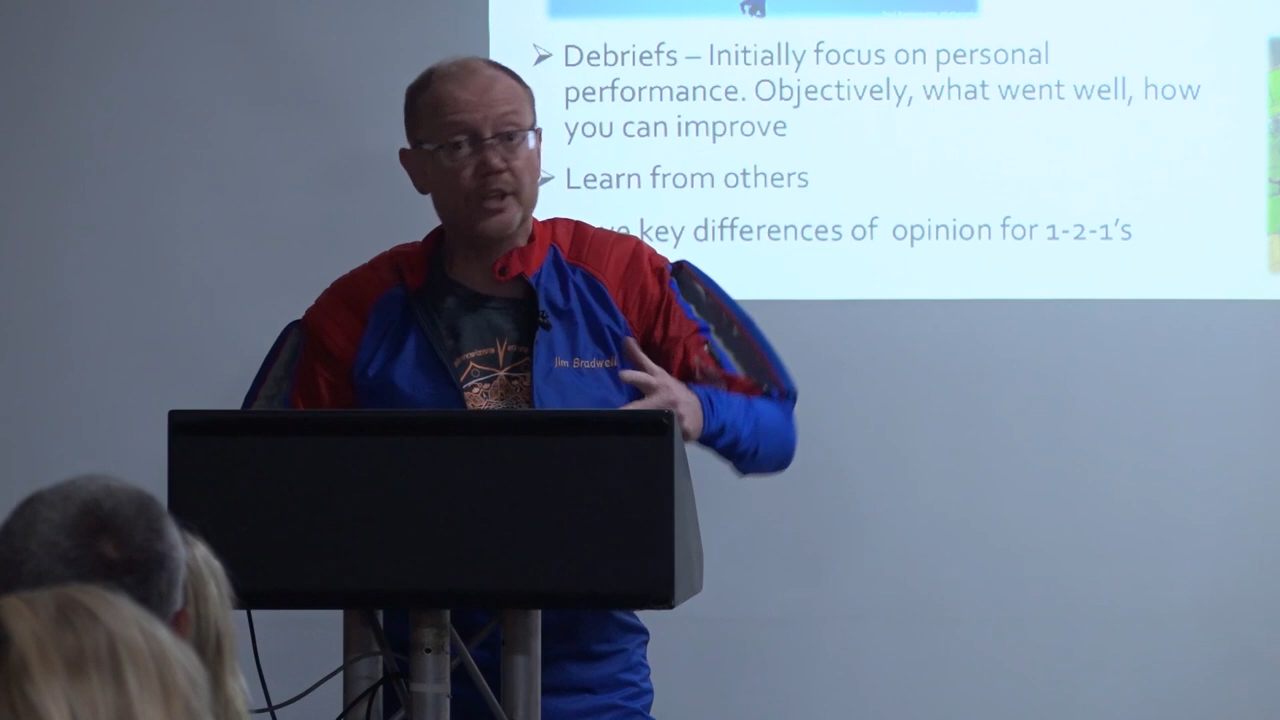 ➢ Debriefs – Initially focus on personal
performance. Objectively, what went well, how
you can improve
➢ Learn from others
key differences of opinion for 1-2-1's
Jim Bradwell